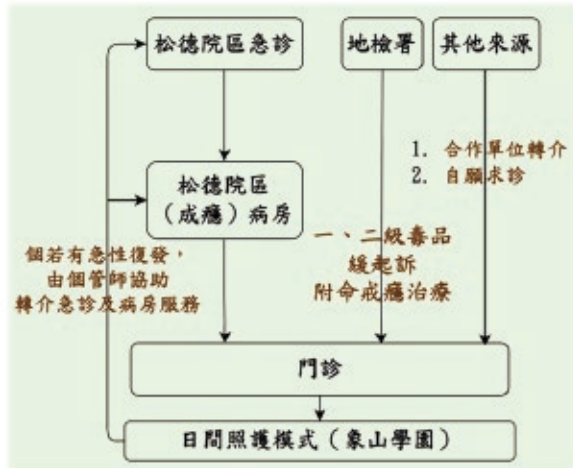 松德院區急診
地檢署
其他來源
1. 合作單位轉介
2. 自願求診
松德院區
(成癮)病房
一、二級毒品
緩起訴
附命戒癮治療
個若有急性復發,
由個管師協助
轉介急診及病房服務
門診
日間照護模式(象山學園)